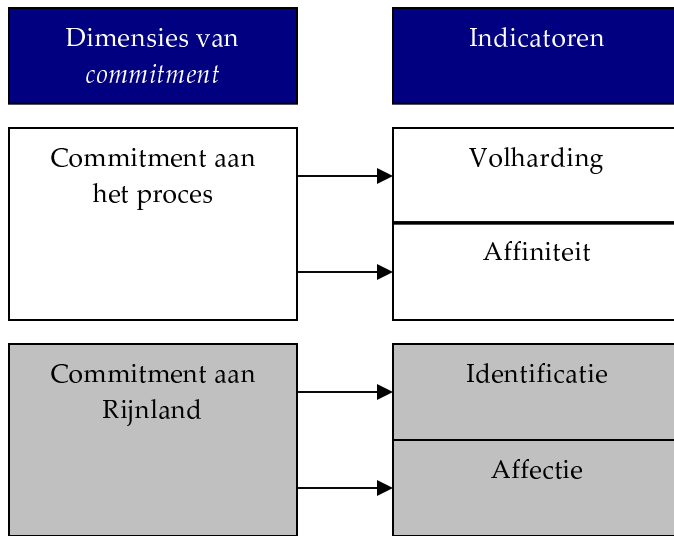 Dimensies van
commitment
Indicatoren
Commitment aan
het proces
Volharding
Affiniteit
Commitment aan
Rijnland
Identificatie
Affectie